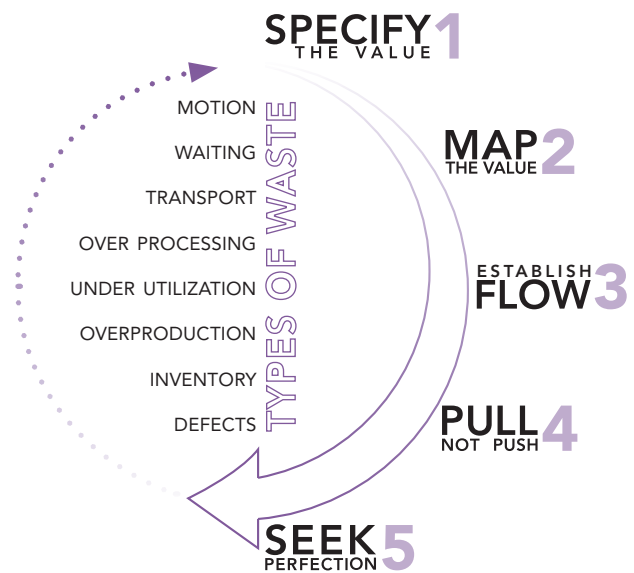 SPECIFY 1
THE VALUE
MOTION
WAITING
TRANSPORT
OVER PROCESSING
UNDER UTILIZATION
OVERPRODUCTION
INVENTORY
DEFECTS
TYPES OF WASTE
MAP 2
THE VALUE
ESTABLISH 3
FLOW
PULL 4
NOT PUSH
SEEK 5
PERFECTION